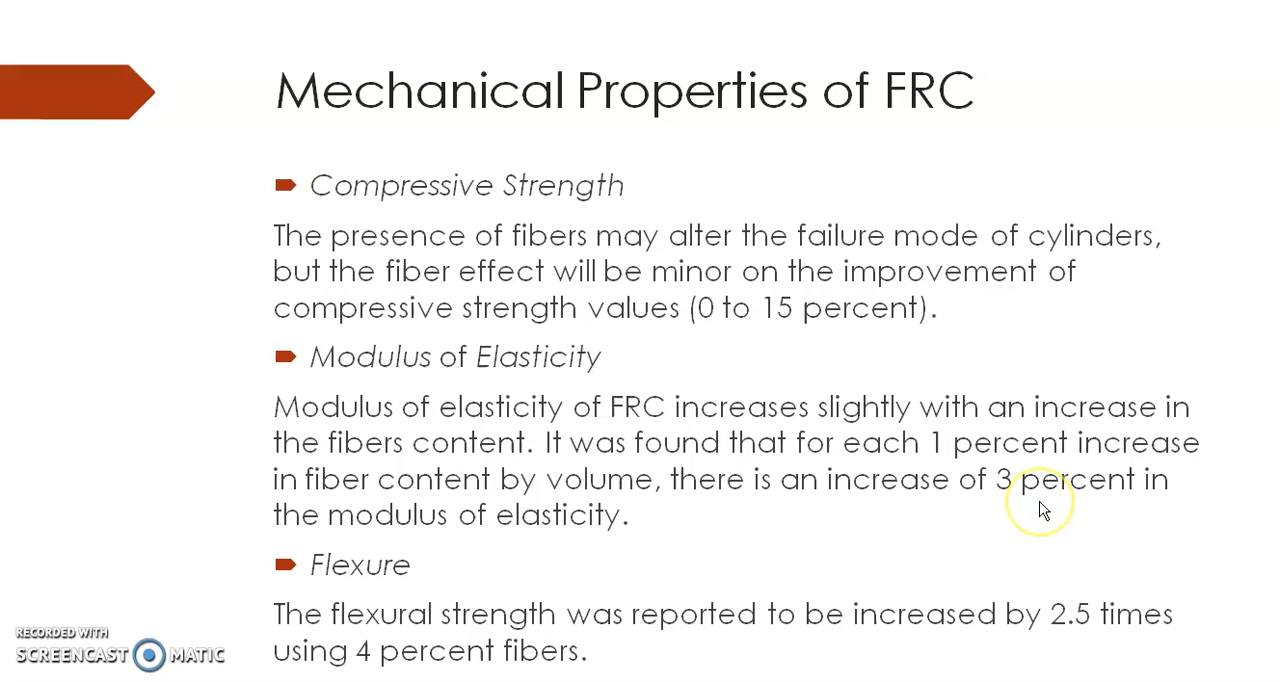 Mechanical Properties of FRC
Compressive Strength
The presence of fibers may alter the failure mode of cylinders,
but the fiber effect will be minor on the improvement of
compressive strength values (0 to 15 percent).
Modulus of Elasticity
Modulus of elasticity of FRC increases slightly with an increase in
the fibers content. It was found that for each 1 percent increase
in fiber content by volume, there is an increase of 3 percent in
the modulus of elasticity.
Flexure
The flexural strength was reported to be increased by 2.5 times
using 4 percent fibers.
RECORDED WITH
SCREENCAST MATIC